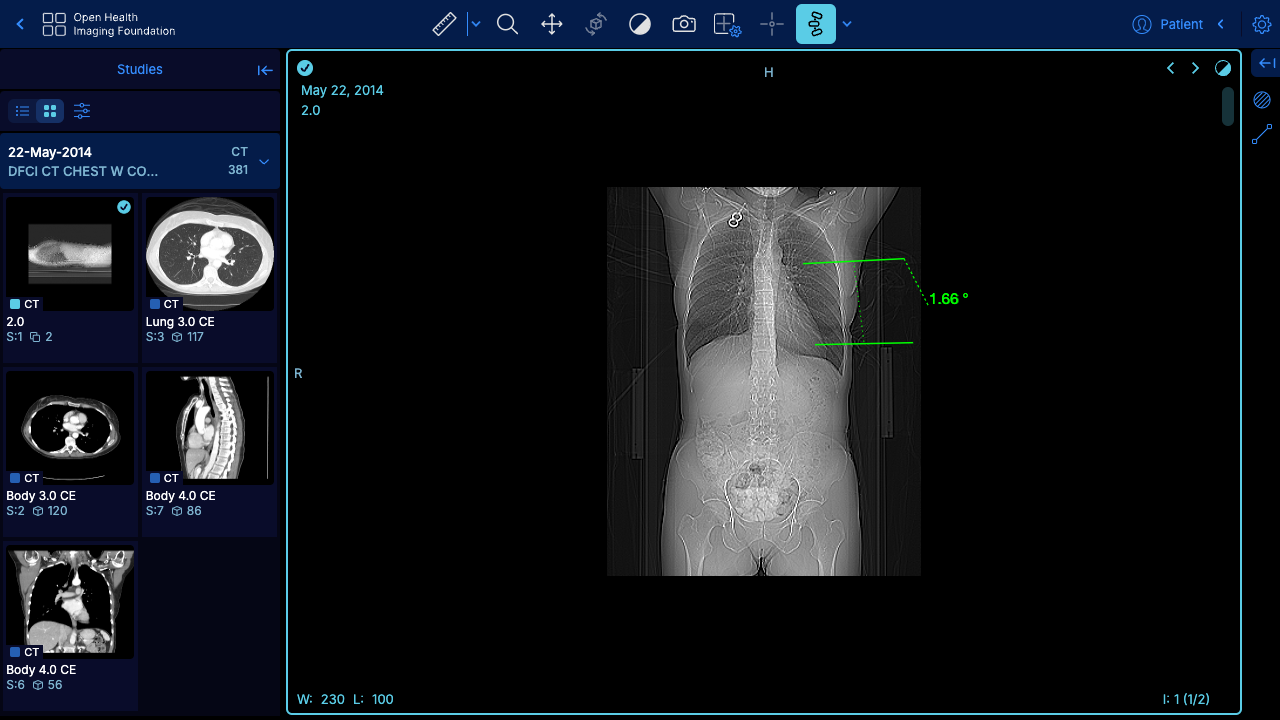 Open Health
Imaging Foundation
Patient
Studies
22-May-2014
CT
DFCI CT CHEST W CO...
381
CT
2.0
S:1 2
CT
Lung 3.0 CE
S:3 117
CT
Body 3.0 CE
S:2 120
CT
Body 4.0 CE
S:7 86
CT
Body 4.0 CE
S:6 56
May 22, 2014
2.0
H
R
1.66 °
W: 230 L: 100
I: 1 (1/2)